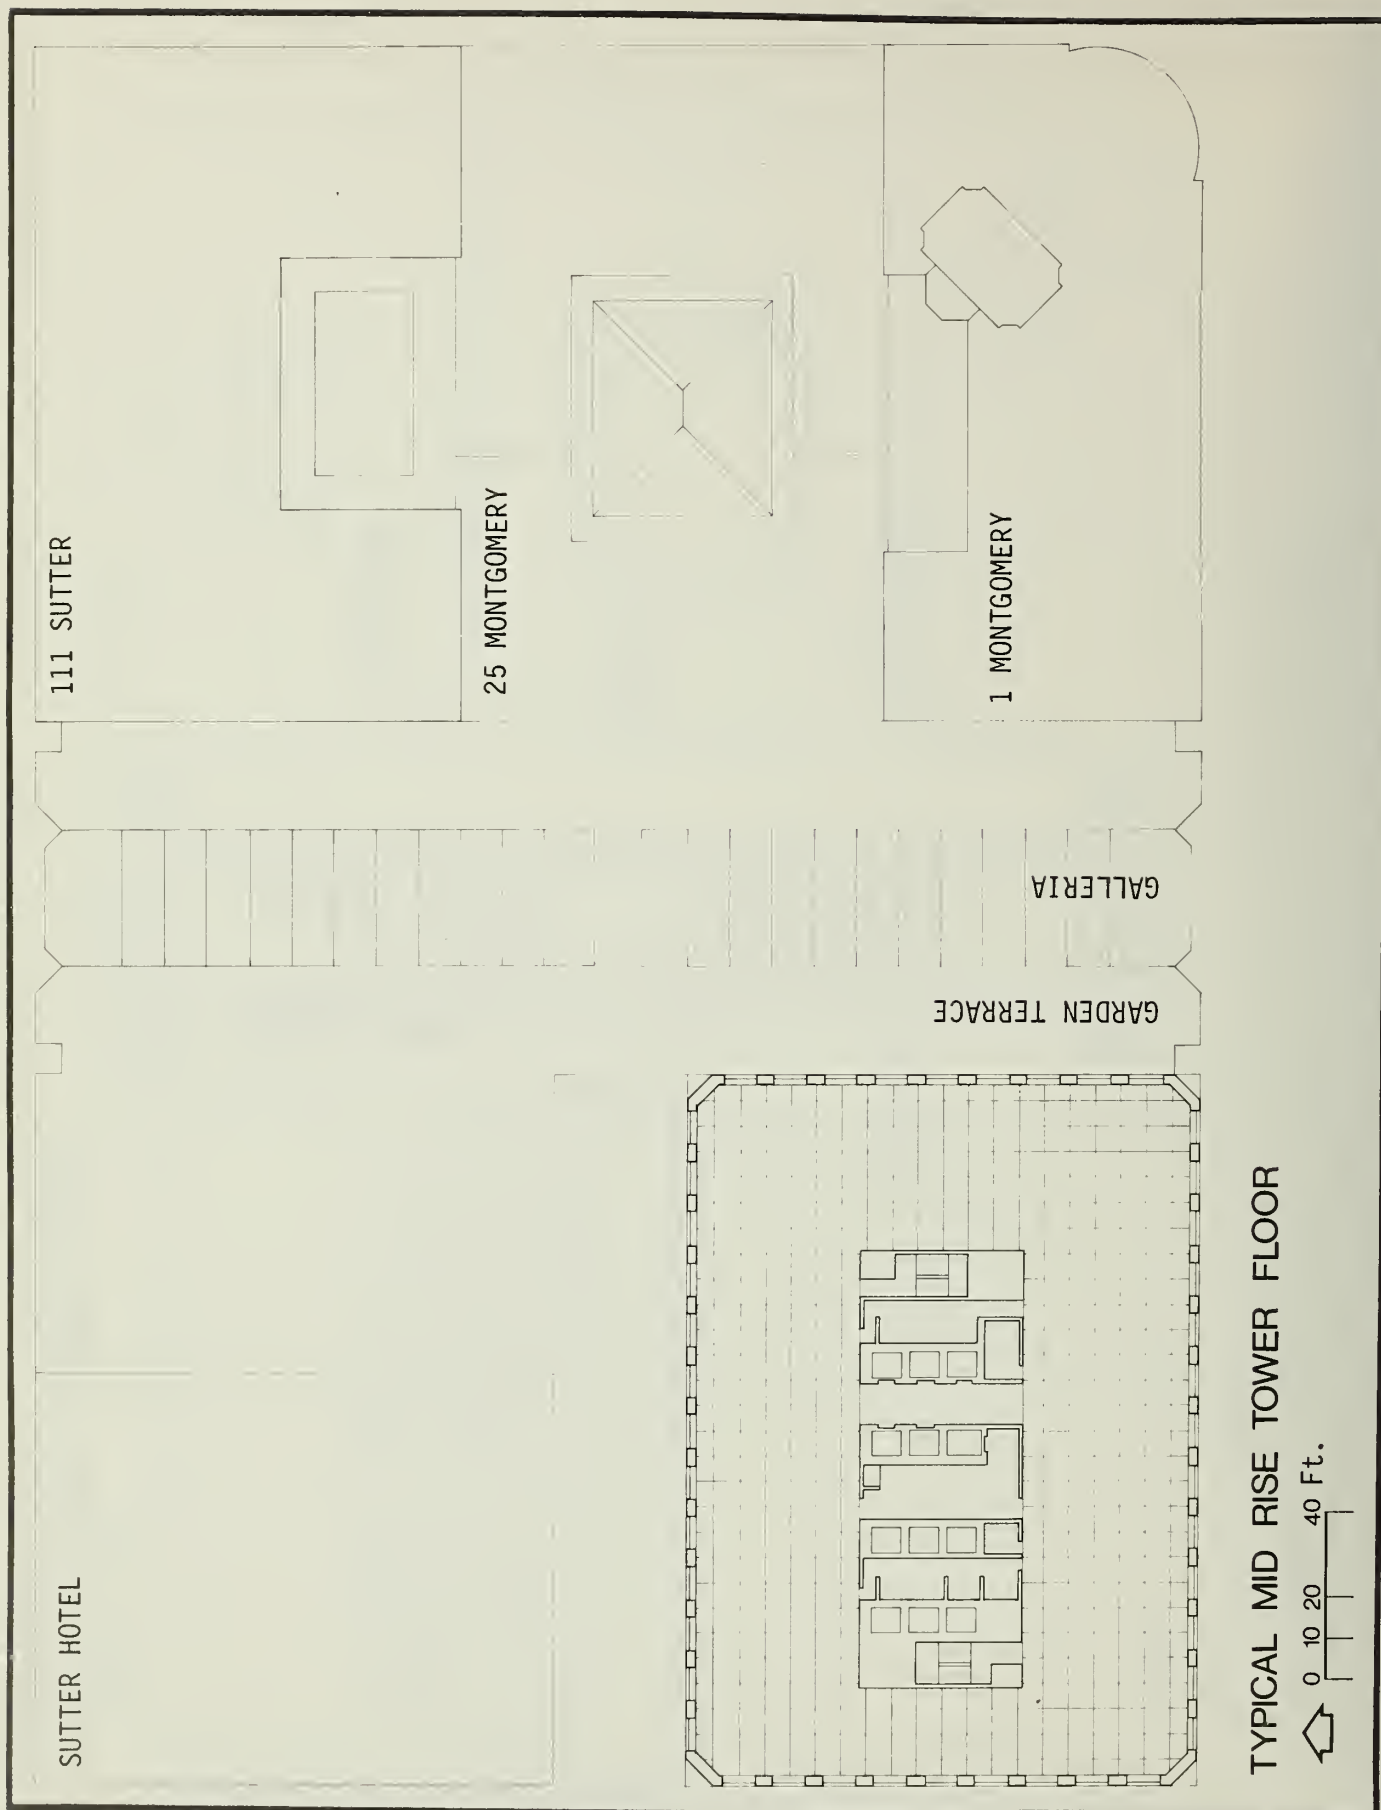 SUTTER HOTEL
111 SUTTER
25 MONTGOMERY
1 MONTGOMERY
GALLERIA
GARDEN TERRACE
TYPICAL MID RISE TOWER FLOOR
0 10 20 40 Ft.